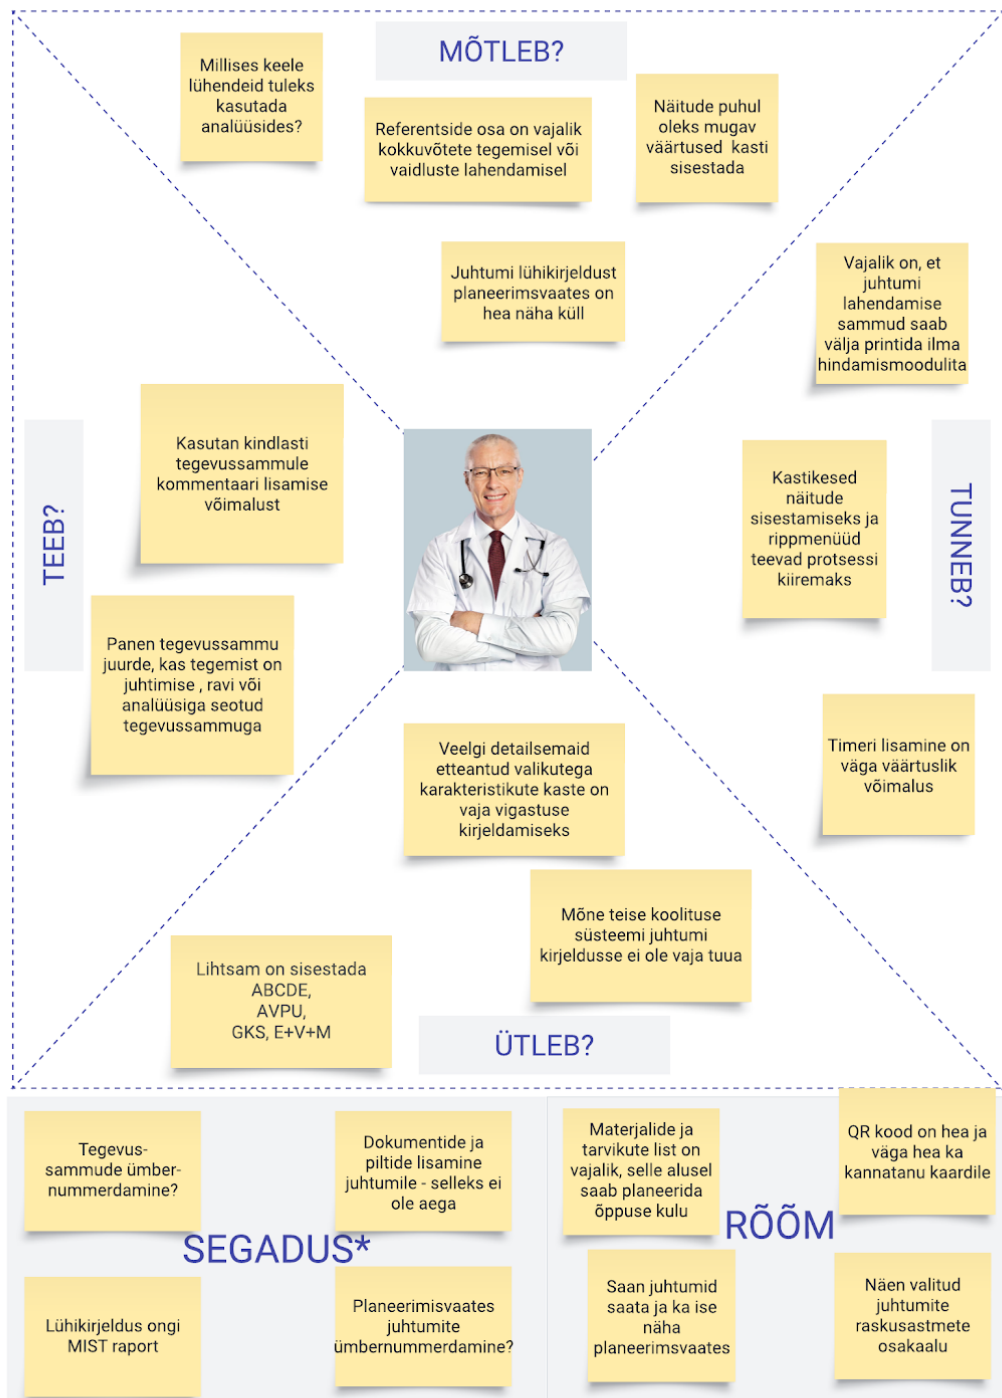 MÕTLEB?
Millises keele
lühendeid tuleks
kasutada
analüüsides?
Referentside osa on vajalik
kokkuvõtete tegemisel või
vaidluste lahendamisel
Näitude puhul
oleks mugav
väärtused kasti
sisestada
Juhtumi lühikirjeldust
planeerimsvaates on
hea näha küll
TUNNEB?
Vajalik on, et
juhtumi
lahendamise
sammud saab
välja printida ilma
hindamismoodulita
Kastikesed
näitude
sisestamiseks ja
rippmenüüd
teevad protsessi
kiiremaks
Timeri lisamine on
väga väärtuslik
võimalus
TEEB?
Kasutan kindlasti
tegevussammule
kommentaari lisamise
võimalust
Panen tegevussammu
juurde, kas tegemist on
juhtimise , ravi või
analüüsiga seotud
tegevussammuga
Veelgi detailsemaid
etteantud valikutega
karakteristikute kaste on
vaja vigastuse
kirjeldamiseks
Mõne teise koolituse
süsteemi juhtumi
kirjeldusse ei ole vaja tuua
Lihtsam on sisestada
ABCDE,
AVPU,
GKS, E+V+M
ÜTLEB?
Tegevus-
sammude ümber-
nummerdamine?
Dokumentide ja
piltide lisamine
juhtumile - selleks ei
ole aega
SEGADUS*
Lühikirjeldus ongi
MIST raport
Planeerimisvaates
juhtumite
ümbernummerdamine?
Materjalide ja
tarvikute list on
vajalik, selle alusel
saab planeerida
õppuse kulu
QR kood on hea ja
väga hea ka
kannatanu kaardile
RÕÕM
Saan juhtumid
saata ja ka ise
näha
planeerimsvaates
Näen valitud
juhtumite
raskusastmete
osakaalu